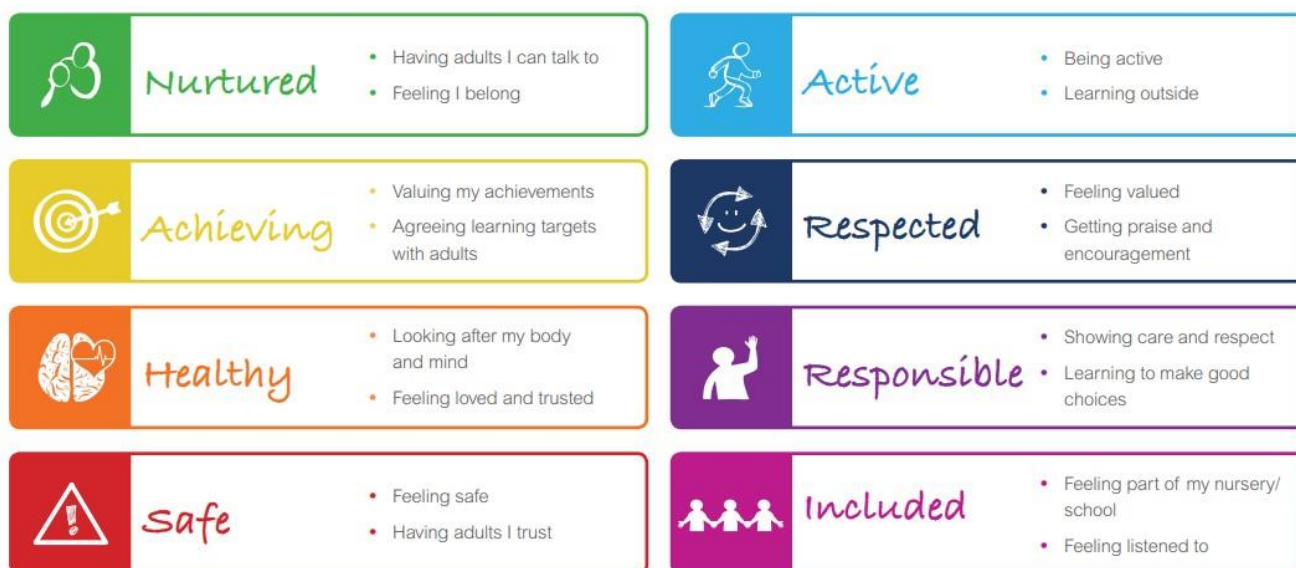 Nurtured
• Having adults I can talk to
• Feeling I belong
Active
• Being active
• Learning outside
Achieving
• Valuing my achievements
• Agreeing learning targets
with adults
Respected
• Feeling valued
• Getting praise and
encouragement
Healthy
• Looking after my body
and mind
• Feeling loved and trusted
Responsible
• Showing care and respect
• Learning to make good
choices
Safe
• Feeling safe
• Having adults I trust
Included
• Feeling part of my nursery/
school
• Feeling listened to